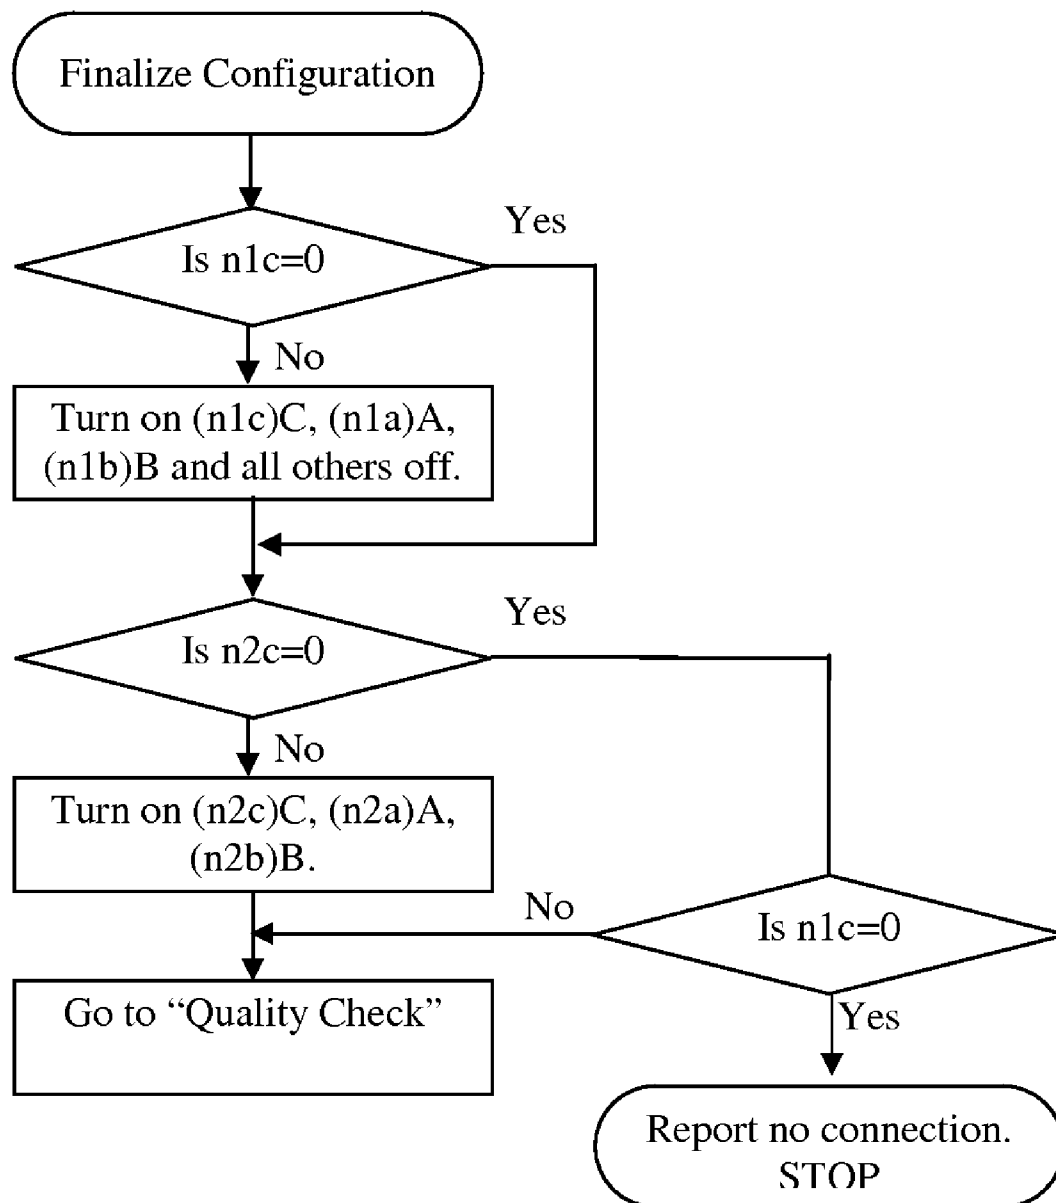 Finalize Configuration
Yes
Is n1c=0
No
Turn on (n1c)C, (n1a)A,
(n1b)B and all others off.
Yes
Is n2c=0
No
Turn on (n2c)C, (n2a)A,
(n2b)B.
No
Is n1c=0
Go to “Quality Check”
Yes
Report no connection.
STOP